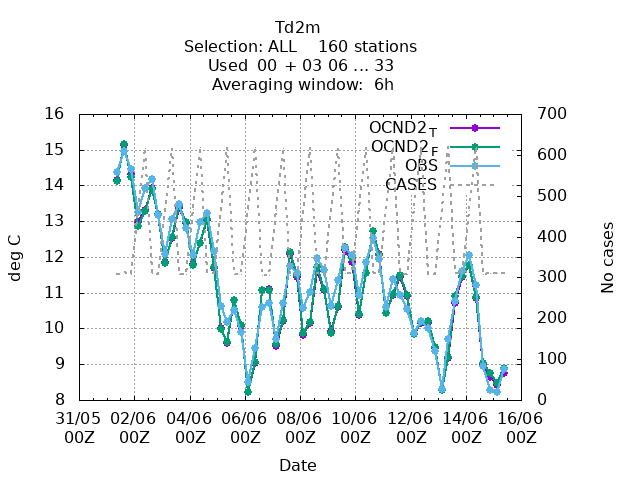 Td2m
Selection: ALL    160 stations
Used  00 + 03 06 ... 33
Averaging window:  6h
16 700
OCND2T
OCND2F
OBS
CASES
15 600
14 500
13 400
12 300
11 200
10 100
9 0
8
deg C
No cases
31/05 02/06 04/06 06/06 08/06 10/06 12/06 14/06 16/06
00Z 00Z 00Z 00Z 00Z 00Z 00Z 00Z 00Z
Date